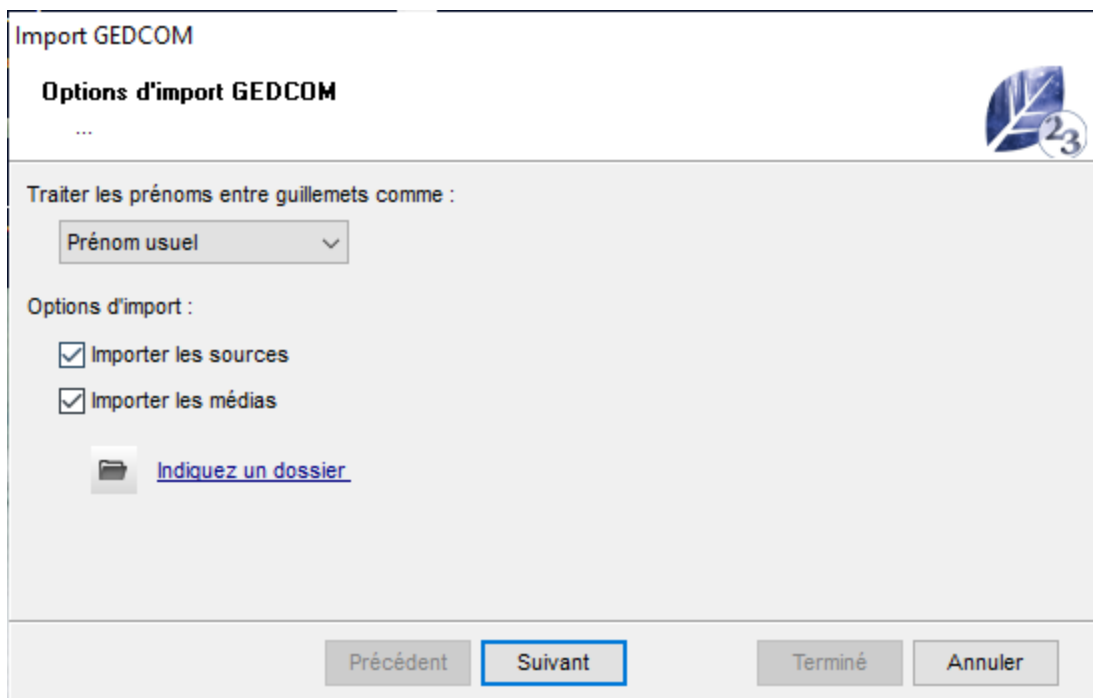 Import GEDCOM
Options d'import GEDCOM
...
23
Traiter les prénoms entre guillemets comme :
Prénom usuel
Options d'import :
Importer les sources
Importer les médias
Indiquez un dossier
Précédent Suivant Terminé Annuler